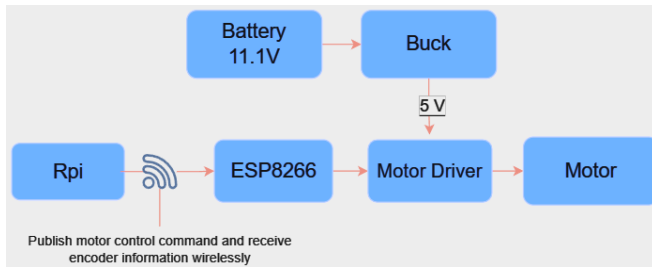 Battery
11.1V
Buck
5 V
Rpi
ESP8266
Motor Driver
Motor
Publish motor control command and receive
encoder information wirelessly